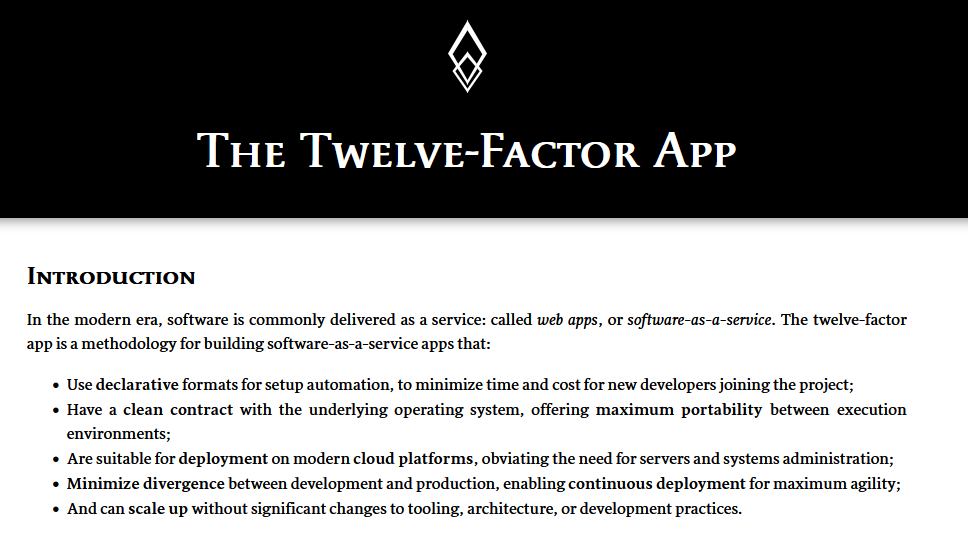 The Twelve-Factor App
Introduction
In the modern era, software is commonly delivered as a service: called web apps, or software-as-a-service. The twelve-factor
app is a methodology for building software-as-a-service apps that:
• Use declarative formats for setup automation, to minimize time and cost for new developers joining the project;
• Have a clean contract with the underlying operating system, offering maximum portability between execution
environments;
• Are suitable for deployment on modern cloud platforms, obviating the need for servers and systems administration;
• Minimize divergence between development and production, enabling continuous deployment for maximum agility;
• And can scale up without significant changes to tooling, architecture, or development practices.